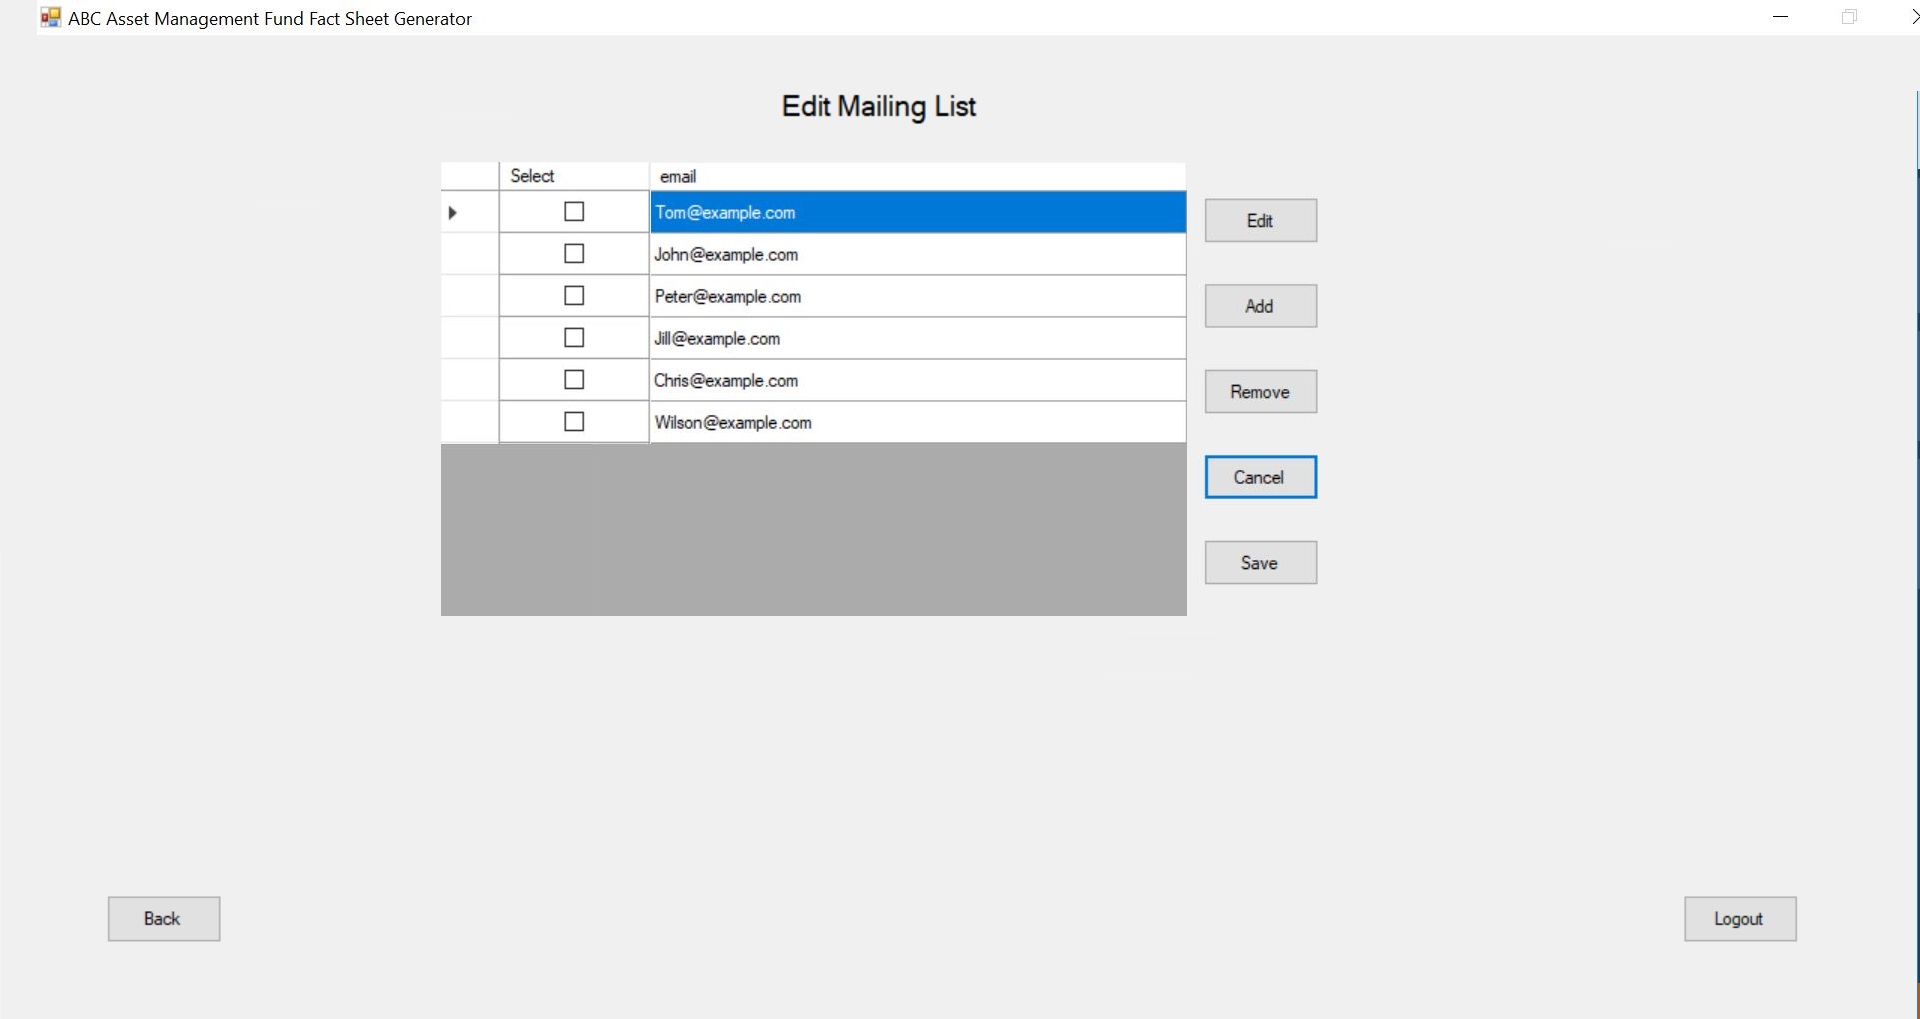 ABC Asset Management Fund Fact Sheet Generator
Edit Mailing List
Select email
Tom@example.com
John@example.com
Peter@example.com
Jill@example.com
Chris@example.com
Wilson@example.com
Edit
Add
Remove
Cancel
Save
Back
Logout